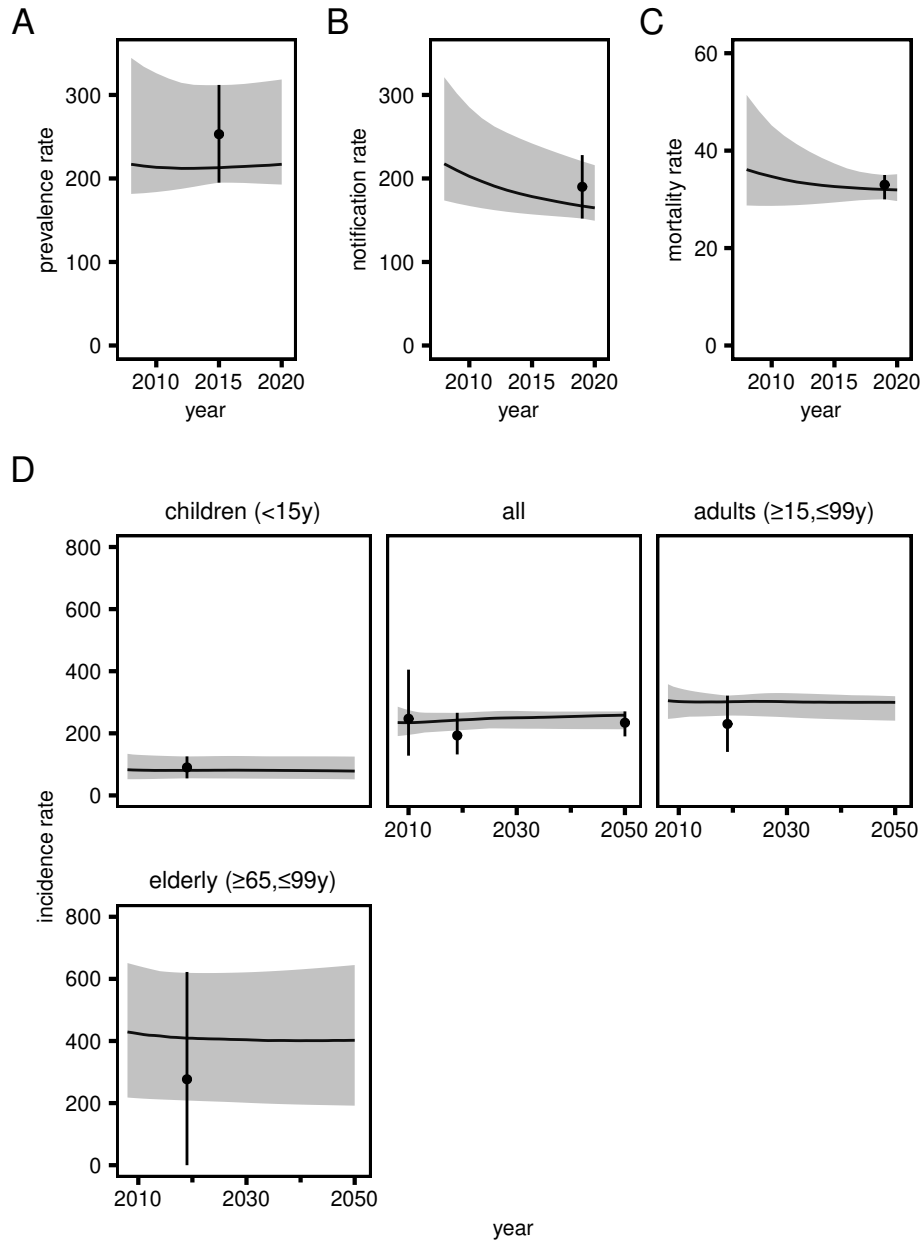 A
B
C
prevalence rate
300
200
100
0
2010 2015 2020
year
notification rate
300
200
100
0
2010 2015 2020
year
mortality rate
60
40
20
0
2010 2015 2020
year
D
incidence rate
children (<15y)
800
600
400
200
0
all
2010 2030 2050
adults (≥15,≤99y)
2010 2030 2050
elderly (≥65,≤99y)
800
600
400
200
0
2010 2030 2050
year